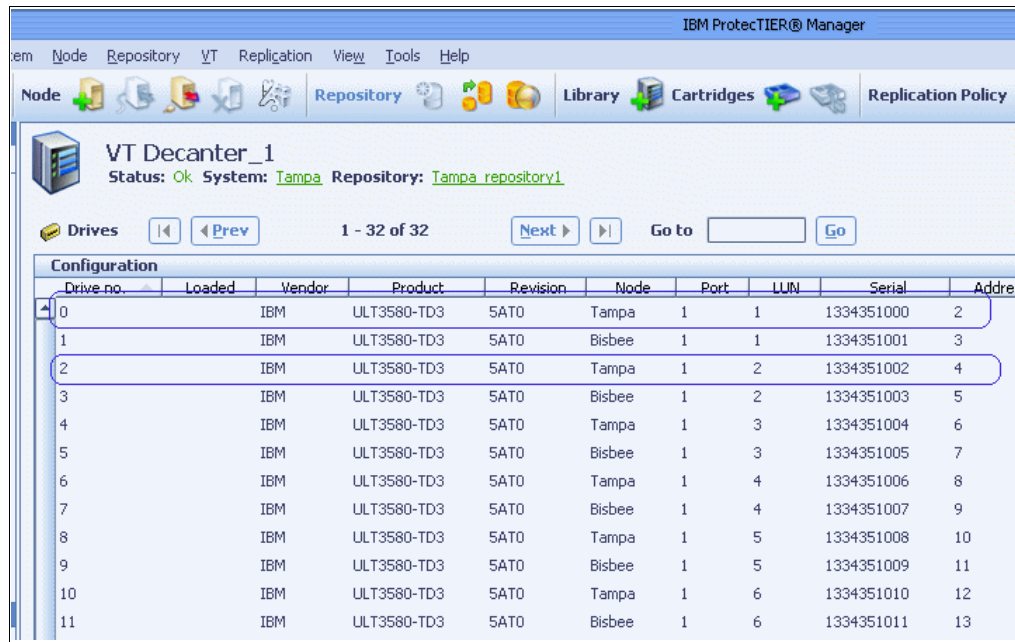 IBM ProtecTIER® Manager
em Node Repository VT Replication View Tools Help
Node Repository Library Cartridges Replication Policy
VT Decanter_1
Status: Ok System: Tampa Repository: Tampa_repository1
Drives Prev 1 - 32 of 32 Next Go to Go
Configuration
Drive no. Loaded Vendor Product Revision Node Port LUN Serial Addre
0 IBM ULT3580-TD3 5AT0 Tampa 1 1 1334351000 2
1 IBM ULT3580-TD3 5AT0 Bisbee 1 1 1334351001 3
2 IBM ULT3580-TD3 5AT0 Tampa 1 2 1334351002 4
3 IBM ULT3580-TD3 5AT0 Bisbee 1 2 1334351003 5
4 IBM ULT3580-TD3 5AT0 Tampa 1 3 1334351004 6
5 IBM ULT3580-TD3 5AT0 Bisbee 1 3 1334351005 7
6 IBM ULT3580-TD3 5AT0 Tampa 1 4 1334351006 8
7 IBM ULT3580-TD3 5AT0 Bisbee 1 4 1334351007 9
8 IBM ULT3580-TD3 5AT0 Tampa 1 5 1334351008 10
9 IBM ULT3580-TD3 5AT0 Bisbee 1 5 1334351009 11
10 IBM ULT3580-TD3 5AT0 Tampa 1 6 1334351010 12
11 IBM ULT3580-TD3 5AT0 Bisbee 1 6 1334351011 13